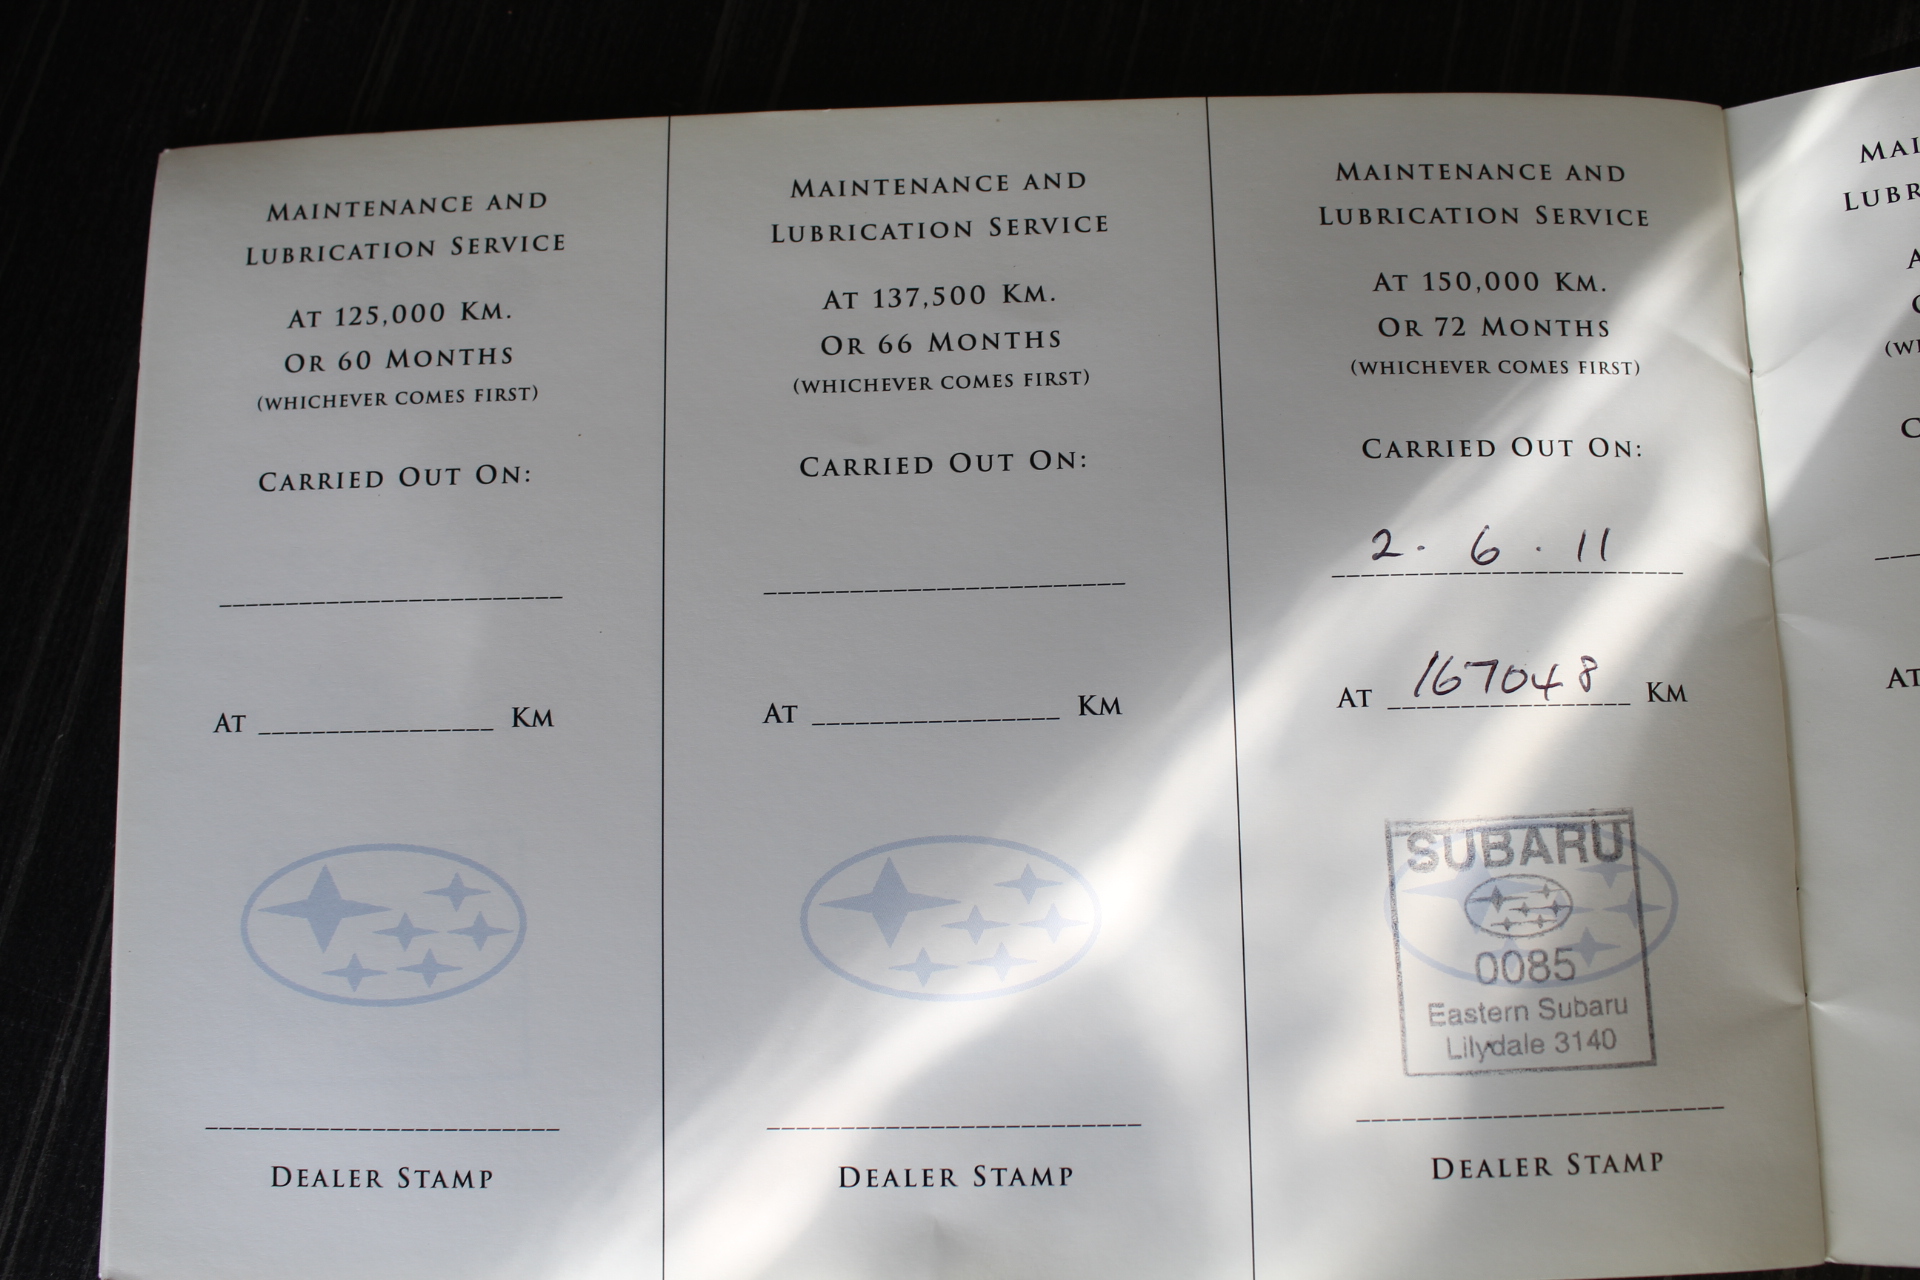 MAINTENANCE AND
LUBRICATION SERVICE
AT 125,000 KM.
OR 60 MONTHS
(WHICHEVER COMES FIRST)
CARRIED OUT ON:
AT ________________ KM
DEALER STAMP
MAINTENANCE AND
LUBRICATION SERVICE
AT 137,500 KM.
OR 66 MONTHS
(WHICHEVER COMES FIRST)
CARRIED OUT ON:
AT ________________ KM
DEALER STAMP
MAINTENANCE AND
LUBRICATION SERVICE
AT 150,000 KM.
OR 72 MONTHS
(WHICHEVER COMES FIRST)
CARRIED OUT ON:
2 . 6 . 11
AT 167048 KM
SUBARU
0085
Eastern Subaru
Lilydale 3140
DEALER STAMP
AT